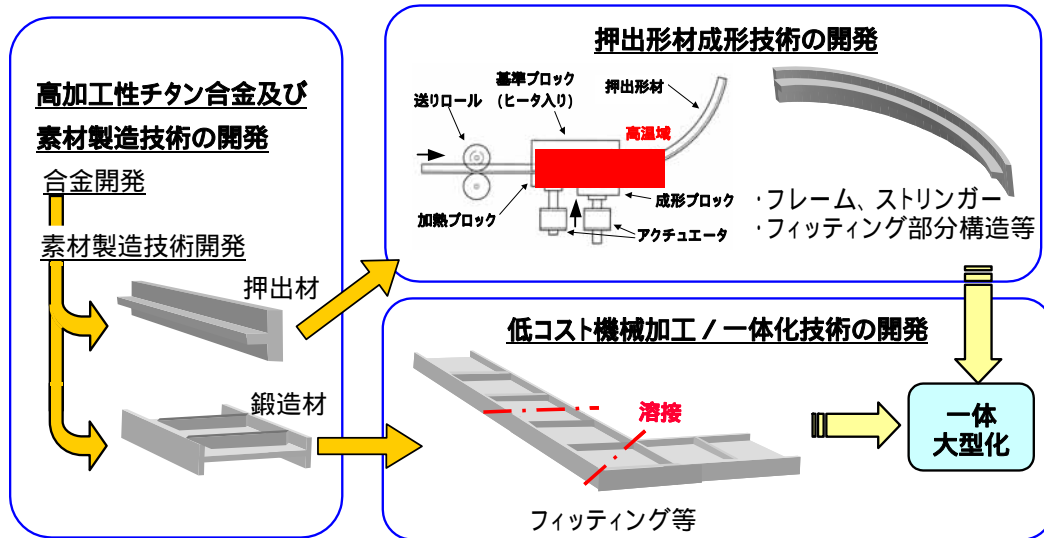 高加工性チタン合金及び
素材製造技術の開発
合金開発
素材製造技術開発
押出材
鍛造材
押出形材成形技術の開発
基準ブロック
(ヒータ入り)
送りロール
押出形材
高温域
加熱ブロック
成形ブロック
アクチュエータ
・フレーム、ストリンガー
・フィッティング部分構造等
低コスト機械加工/一体化技術の開発
溶接
フィッティング等
一体
大型化